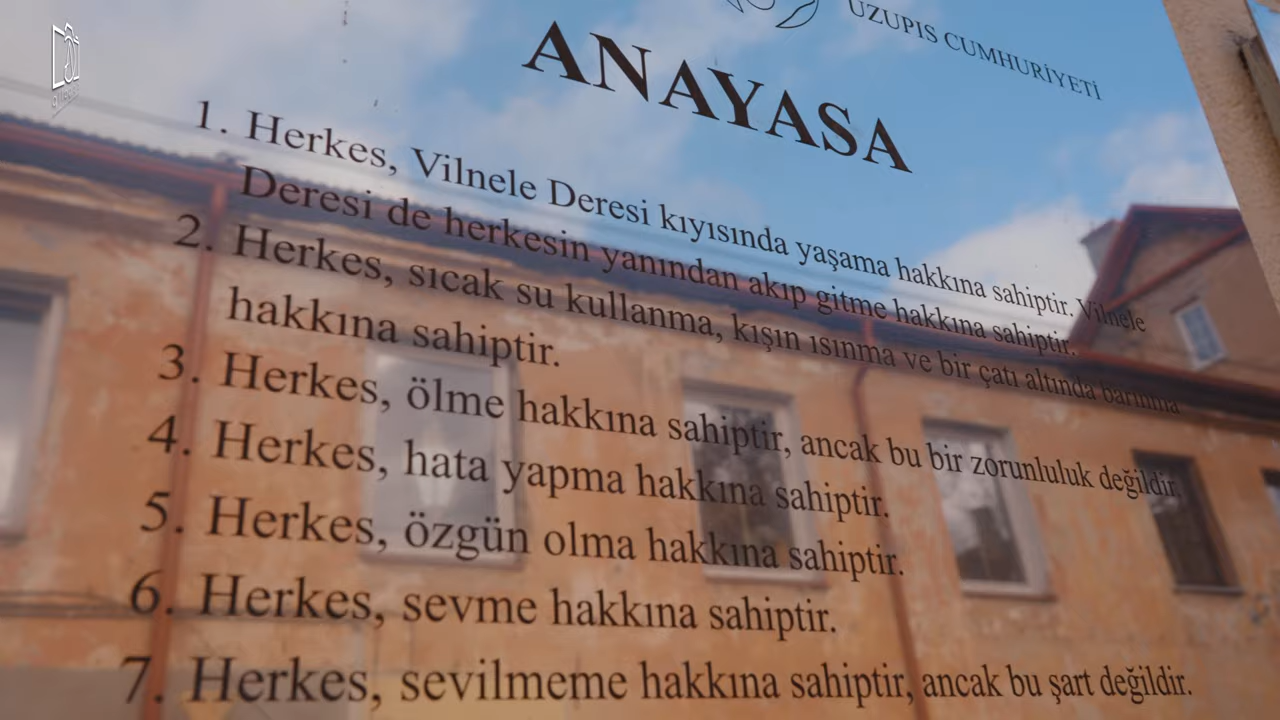 UZUPIS CUMHURİYETİ
ANAYASA
1. Herkes, Vilnele Deresi kıyısında yaşama hakkına sahiptir. Vilnele
Deresi de herkesin yanından akıp gitme hakkına sahiptir.
2. Herkes, sıcak su kullanma, kışın ısınma ve bir çatı altında barınma
hakkına sahiptir.
3. Herkes, ölme hakkına sahiptir, ancak bu bir zorunluluk değildir.
4. Herkes, hata yapma hakkına sahiptir.
5. Herkes, özgün olma hakkına sahiptir.
6. Herkes, sevme hakkına sahiptir.
7. Herkes, sevilmeme hakkına sahiptir, ancak bu şart değildir.